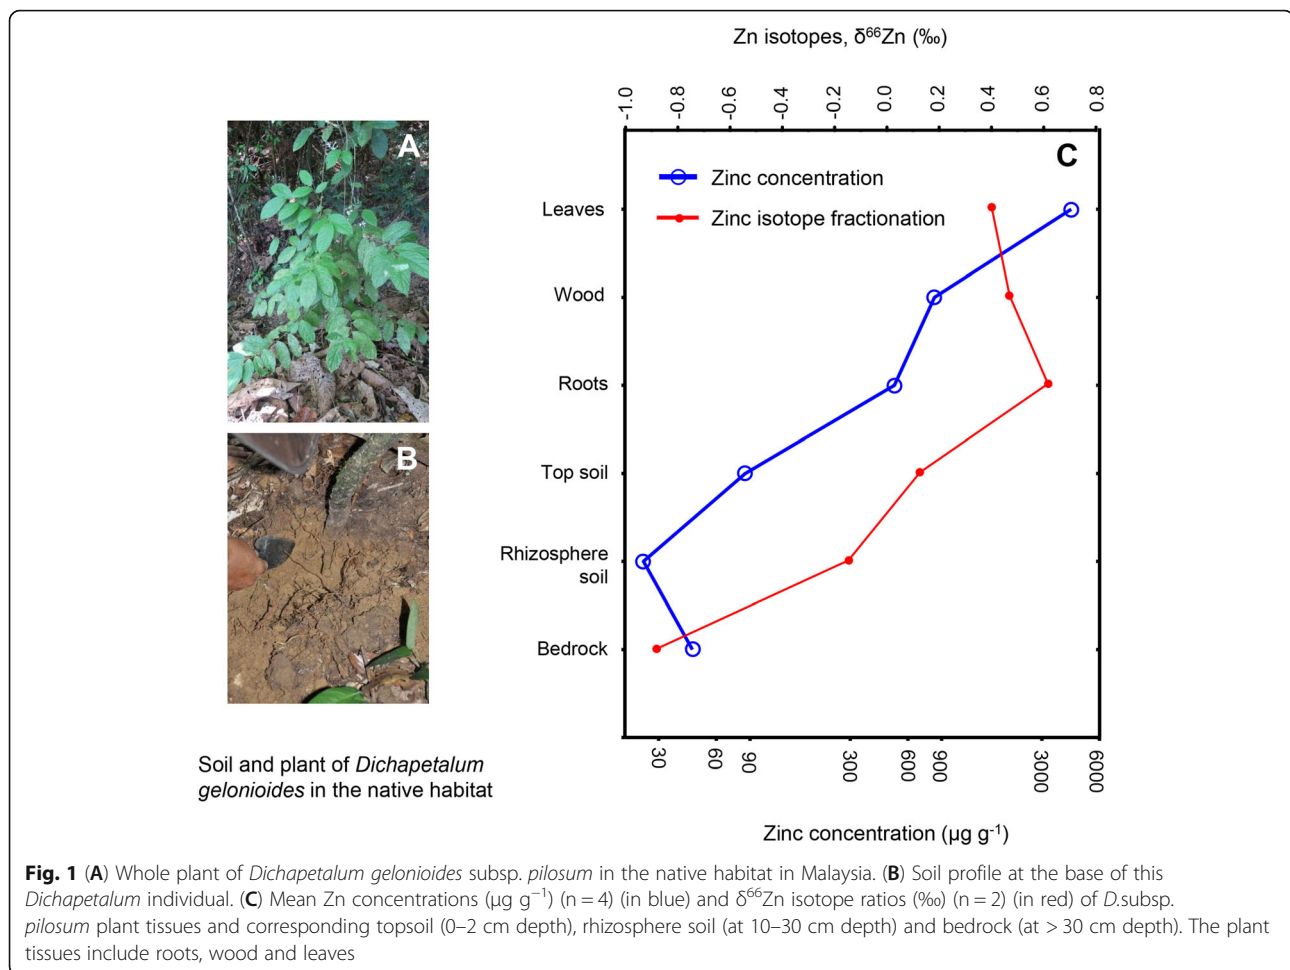 Zn isotopes, δ⁶⁶Zn (‰)
-1.0
-0.8
-0.6
-0.4
-0.2
0.0
0.2
0.4
0.6
0.8
A
B
C
Zinc concentration
Zinc isotope fractionation
Leaves
Wood
Roots
Top soil
Rhizosphere
soil
Bedrock
30
60
90
3000
600
900
3000
6000
Zinc concentration (µg g⁻¹)
Soil and plant of Dichapetalum
gelonioides in the native habitat
Fig. 1 (A) Whole plant of Dichapetalum gelonioides subsp. pilosum in the native habitat in Malaysia. (B) Soil profile at the base of this
Dichapetalum individual. (C) Mean Zn concentrations (µg g⁻¹) (n = 4) (in blue) and δ⁶⁶Zn isotope ratios (‰) (n = 2) (in red) of D.subsp.
pilosum plant tissues and corresponding topsoil (0–2 cm depth), rhizosphere soil (at 10–30 cm depth) and bedrock (at > 30 cm depth). The plant
tissues include roots, wood and leaves